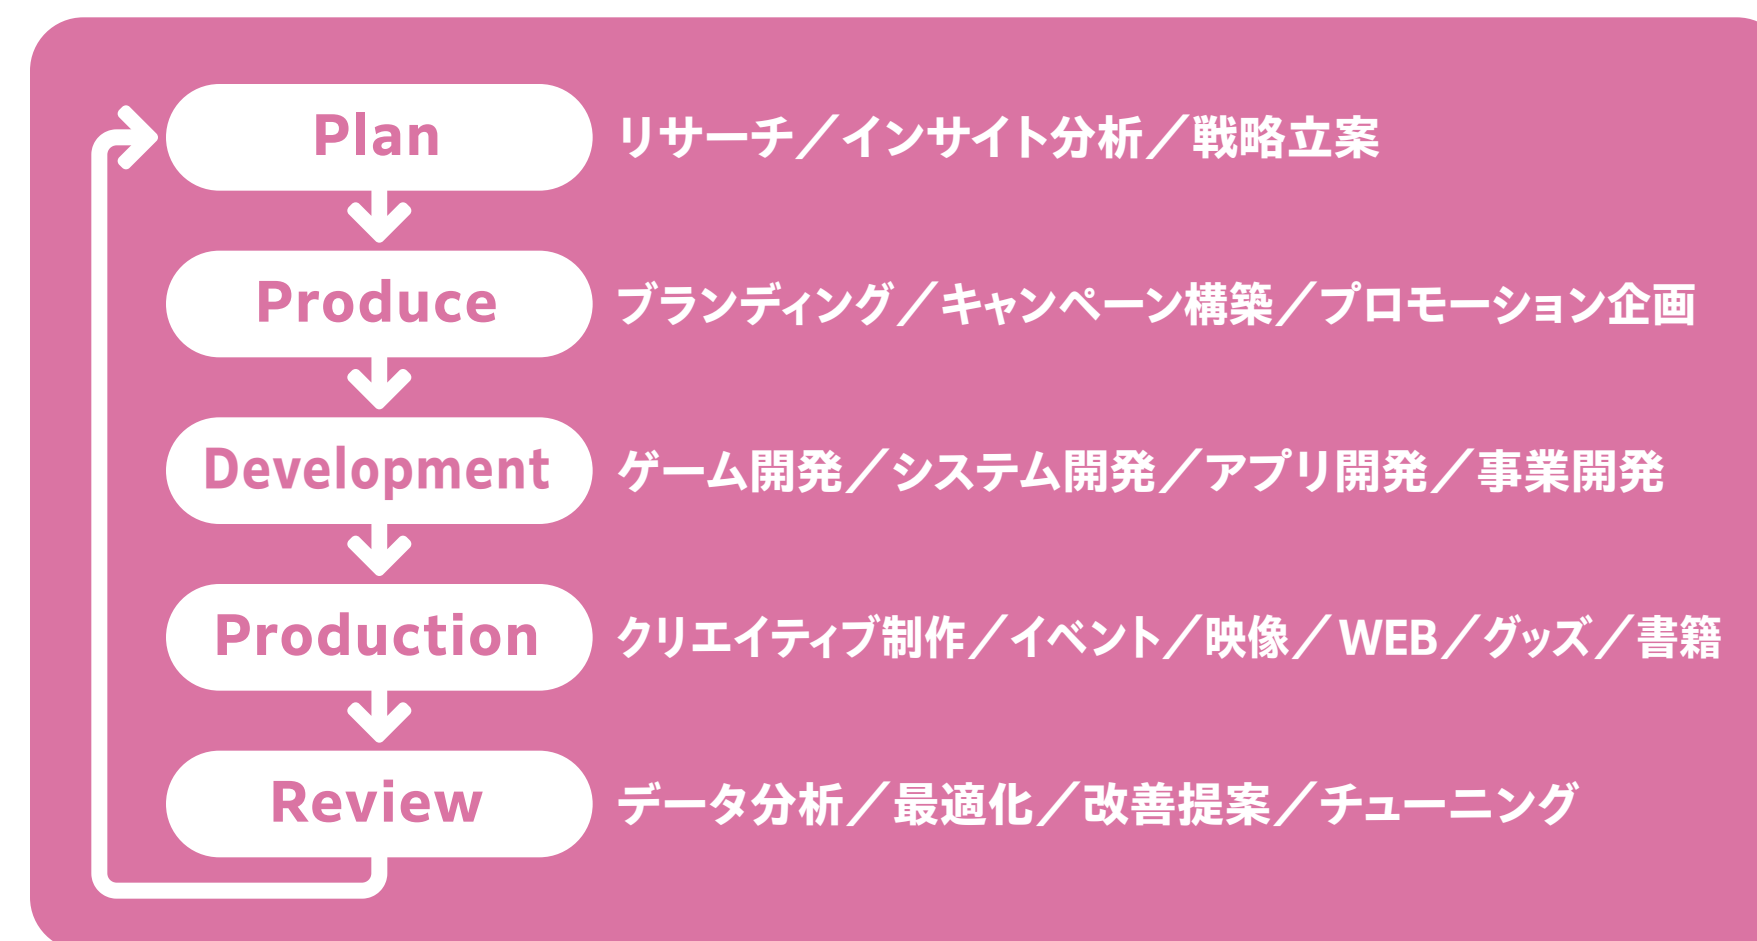 Plan リサーチ／インサイト分析／戦略立案
Produce ブランディング／キャンペーン構築／プロモーション企画
Development ゲーム開発／システム開発／アプリ開発／事業開発
Production クリエイティブ制作／イベント／映像／WEB／グッズ／書籍
Review データ分析／最適化／改善提案／チューニング